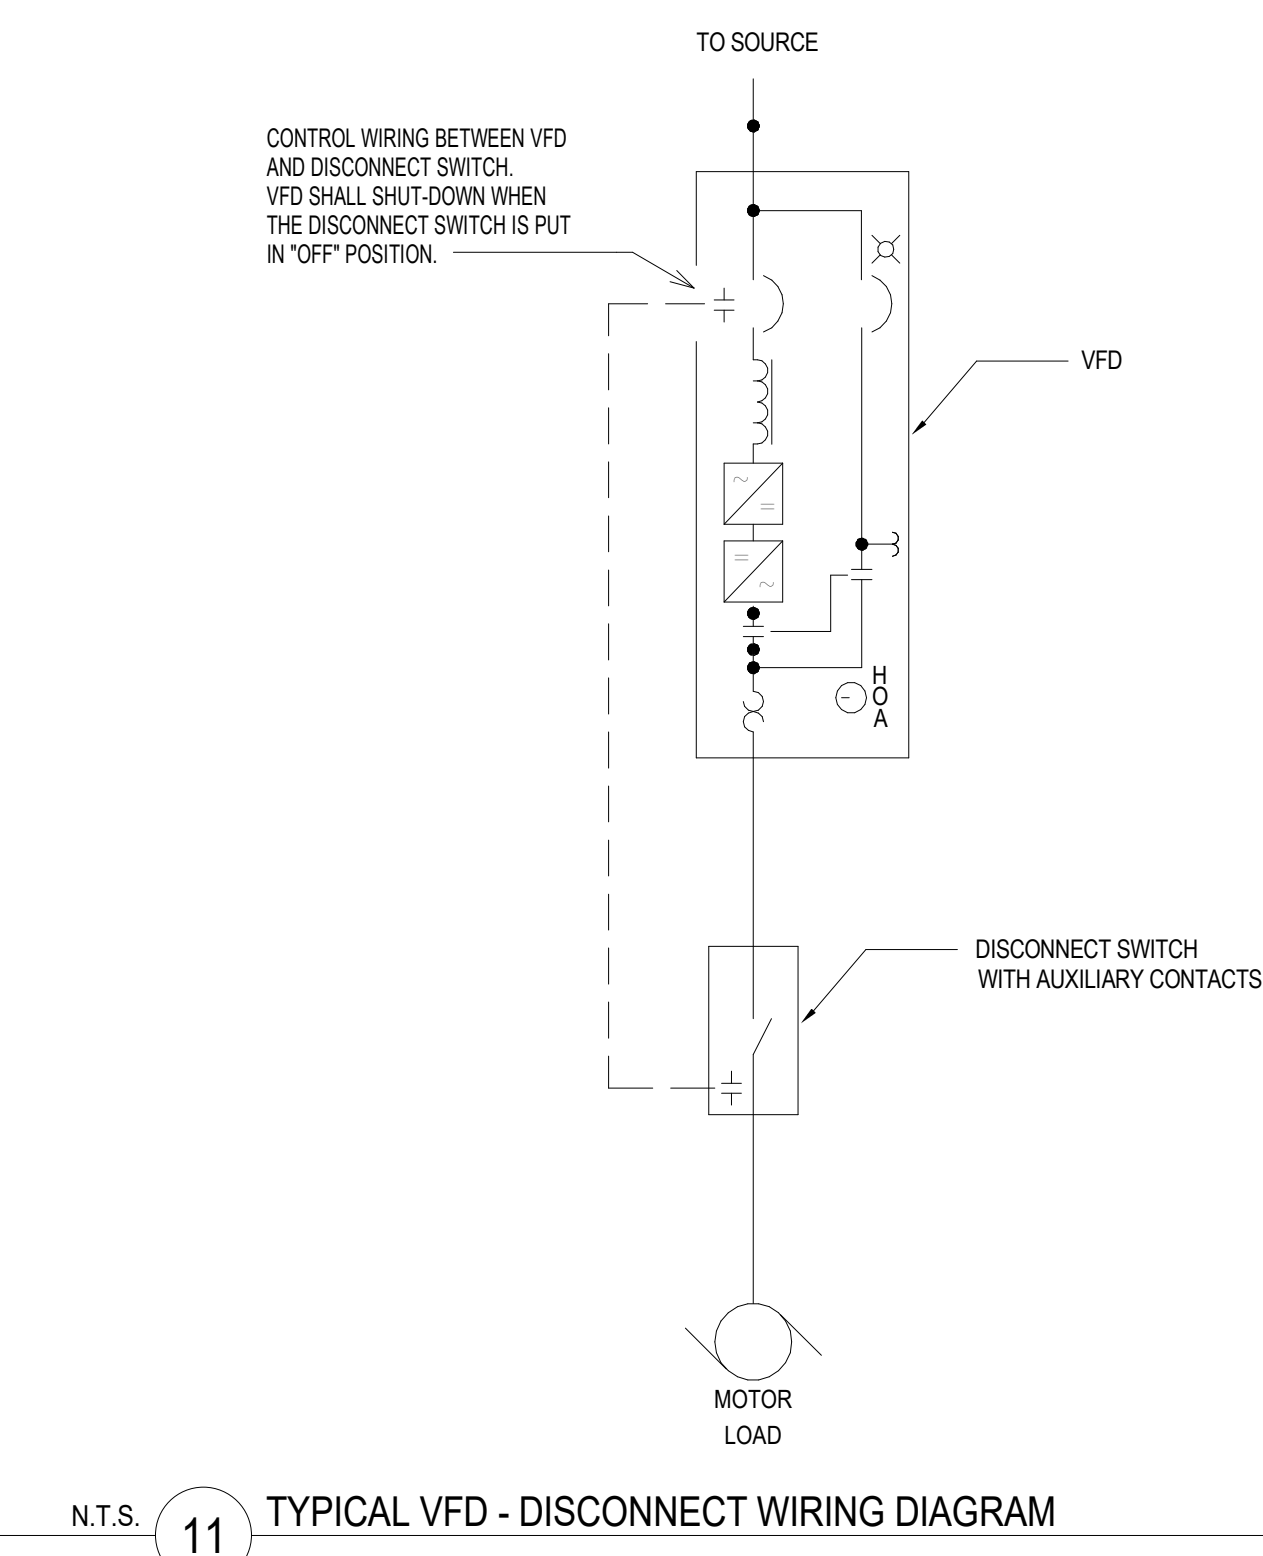 TO SOURCE
CONTROL WIRING BETWEEN VFD
AND DISCONNECT SWITCH.
VFD SHALL SHUT-DOWN WHEN
THE DISCONNECT SWITCH IS PUT
IN "OFF" POSITION.
VFD
H
O
A
DISCONNECT SWITCH
WITH AUXILIARY CONTACTS
MOTOR
LOAD
N.T.S.
11
TYPICAL VFD - DISCONNECT WIRING DIAGRAM